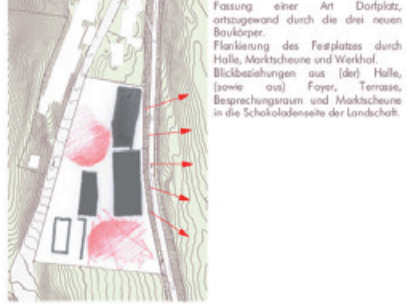 Fassung einer Art Dorfplatz,
ortszugewand durch die drei neuen
Baukörper.
Flankierung des Festplatzes durch
Halle, Marktscheune und Werkhof.
Blickbeziehungen aus (der) Halle,
(sowie aus) Foyer, Terrasse,
Besprechungsraum und Marktscheune
in die Schokoladenseite der Landschaft.